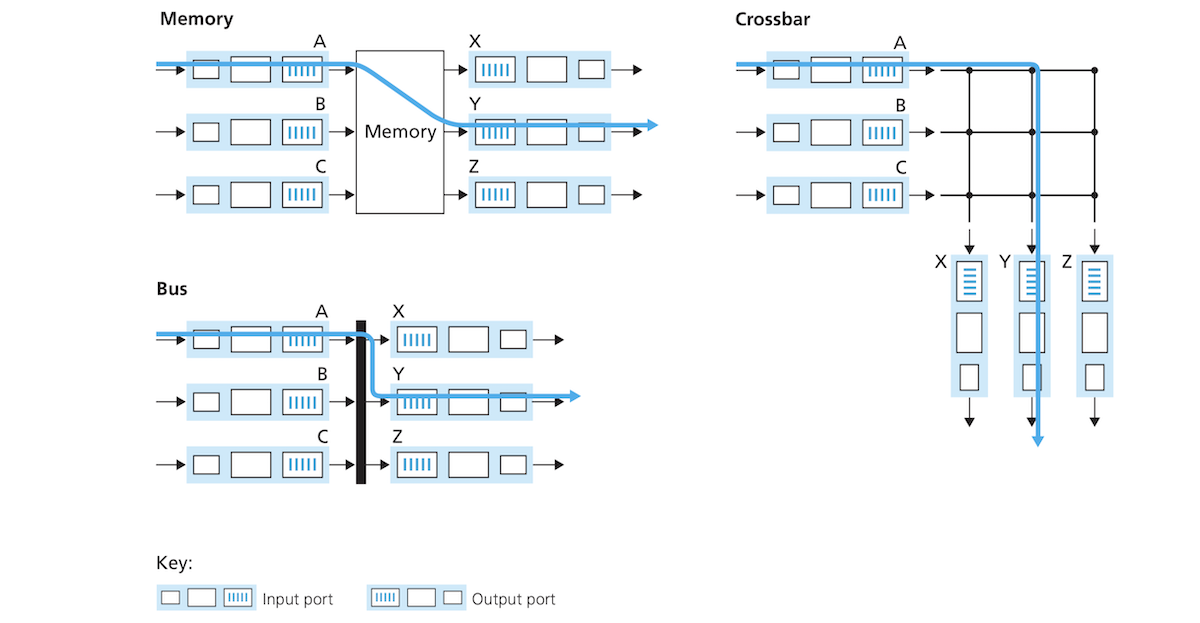 Memory
A
X
B
Y
Memory
C
Z
Crossbar
A
B
C
X
Y
Z
Bus
A
X
B
Y
C
Z
Key:
Input port
Output port